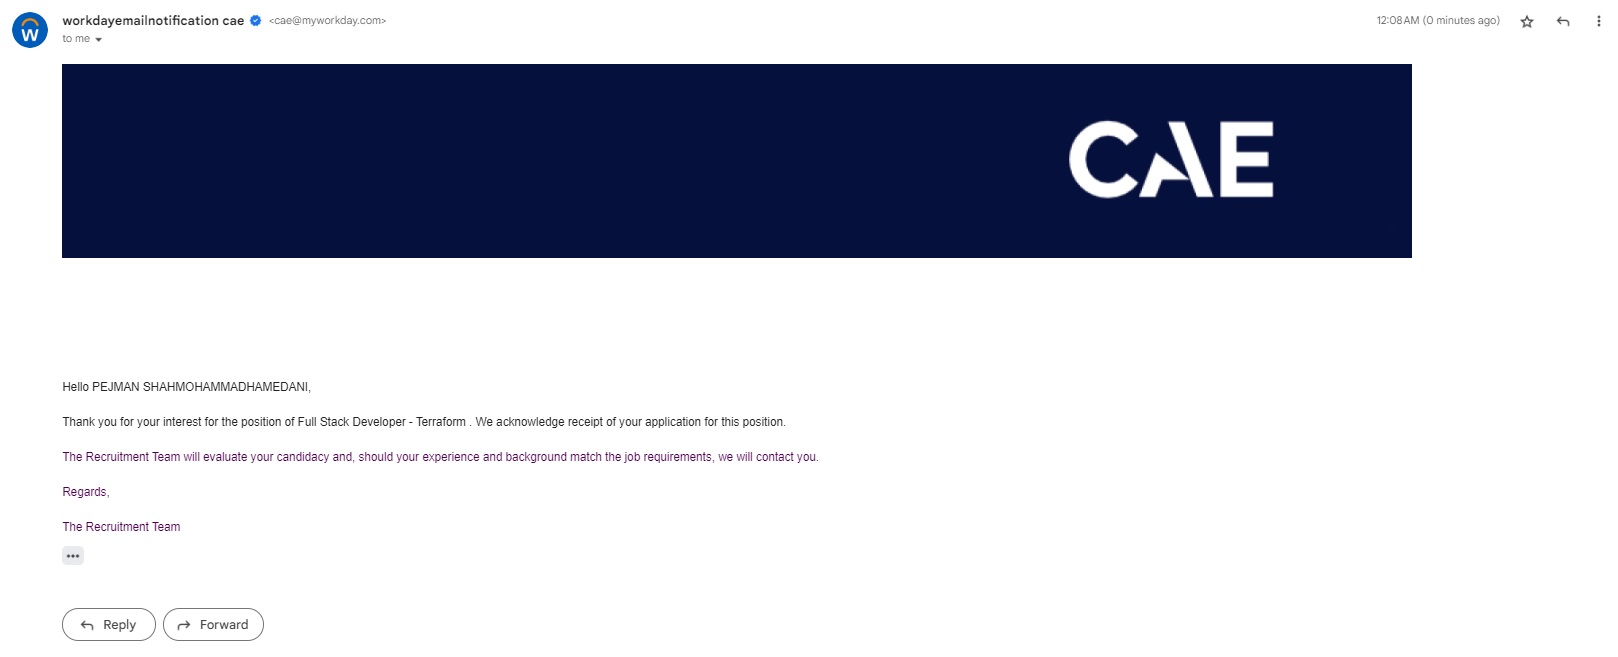 workdayemailnotification cae <cae@myworkday.com>
12:08 AM (0 minutes ago)
to me
W
CAE
Hello PEJMAN SHAHMOHAMMADHAMEDANI,
Thank you for your interest for the position of Full Stack Developer - Terraform . We acknowledge receipt of your application for this position.
The Recruitment Team will evaluate your candidacy and, should your experience and background match the job requirements, we will contact you.
Regards,
The Recruitment Team
Reply
Forward